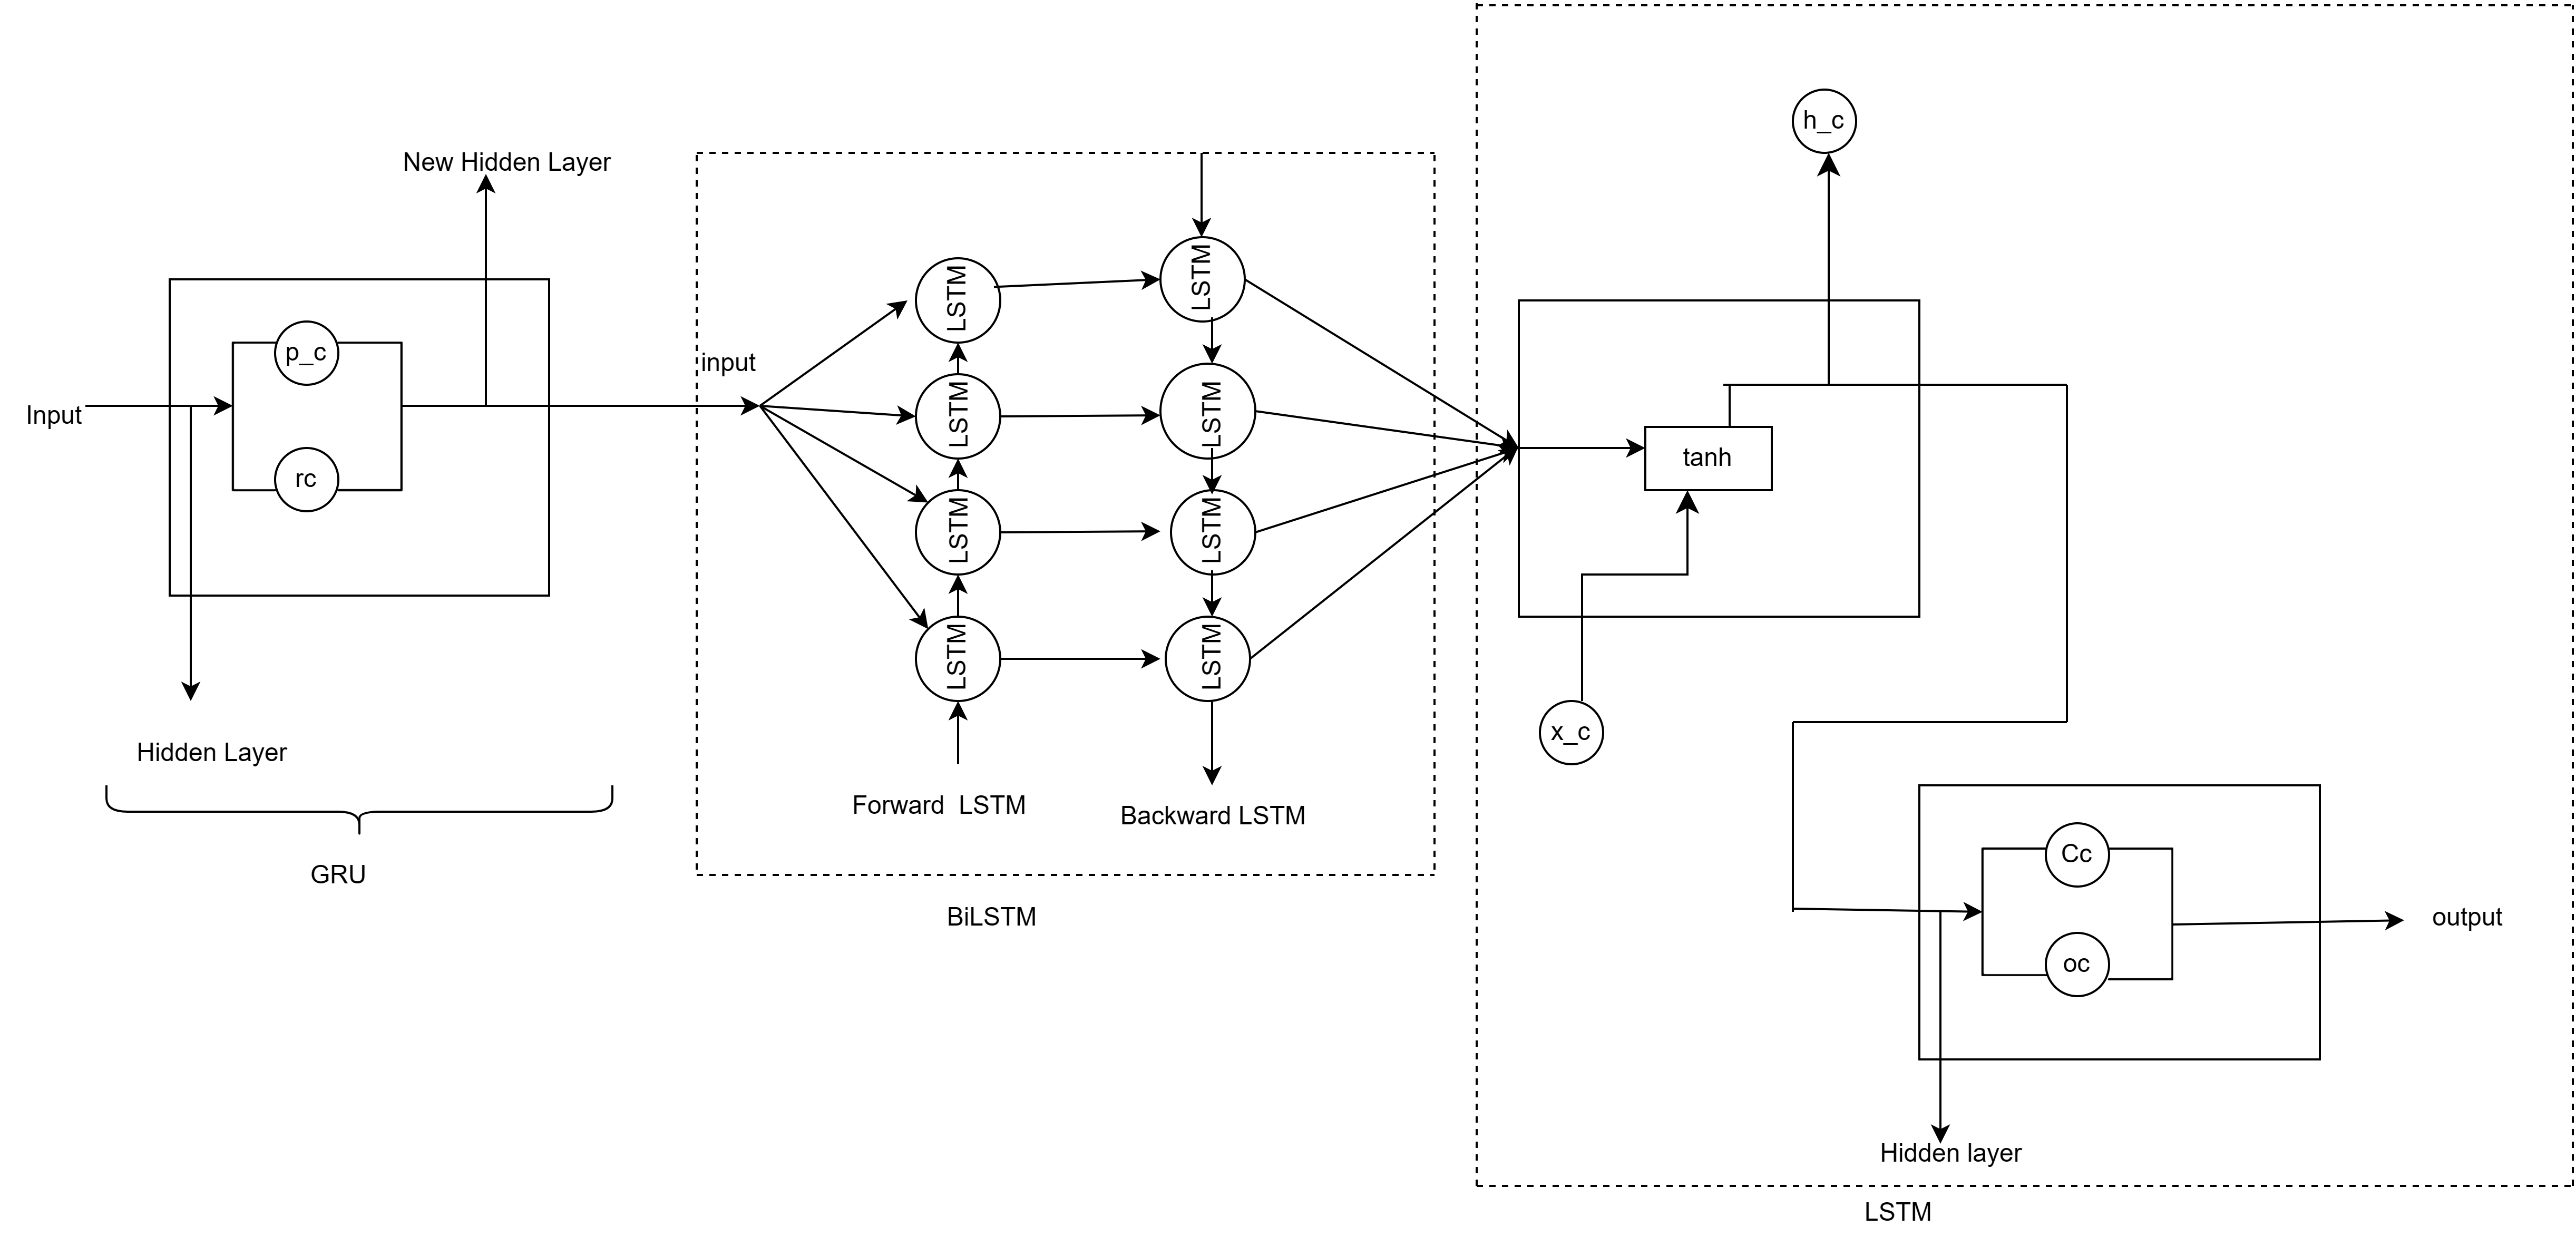 New Hidden Layer
Input
p_c
rc
Hidden Layer
GRU
input
LSTM
LSTM
LSTM
LSTM
LSTM
LSTM
LSTM
LSTM
Forward  LSTM
Backward LSTM
BiLSTM
h_c
tanh
x_c
Cc
oc
output
Hidden layer
LSTM